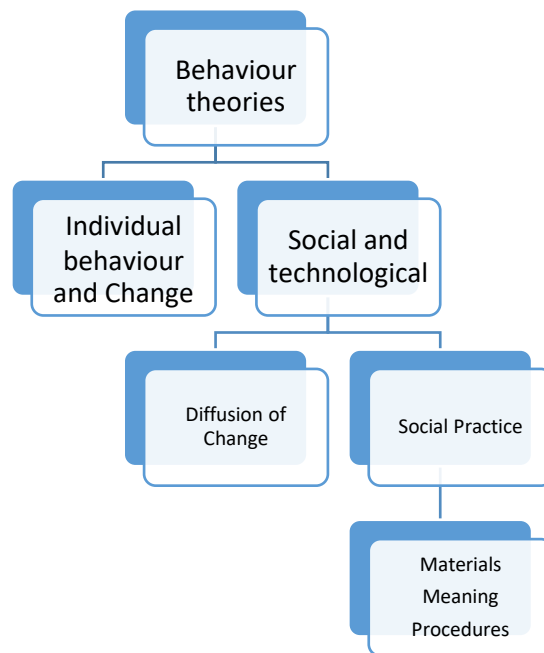 Behaviour
theories
Individual
behaviour
and Change
Social and
technological
Diffusion of
Change
Social Practice
Materials
Meaning
Procedures